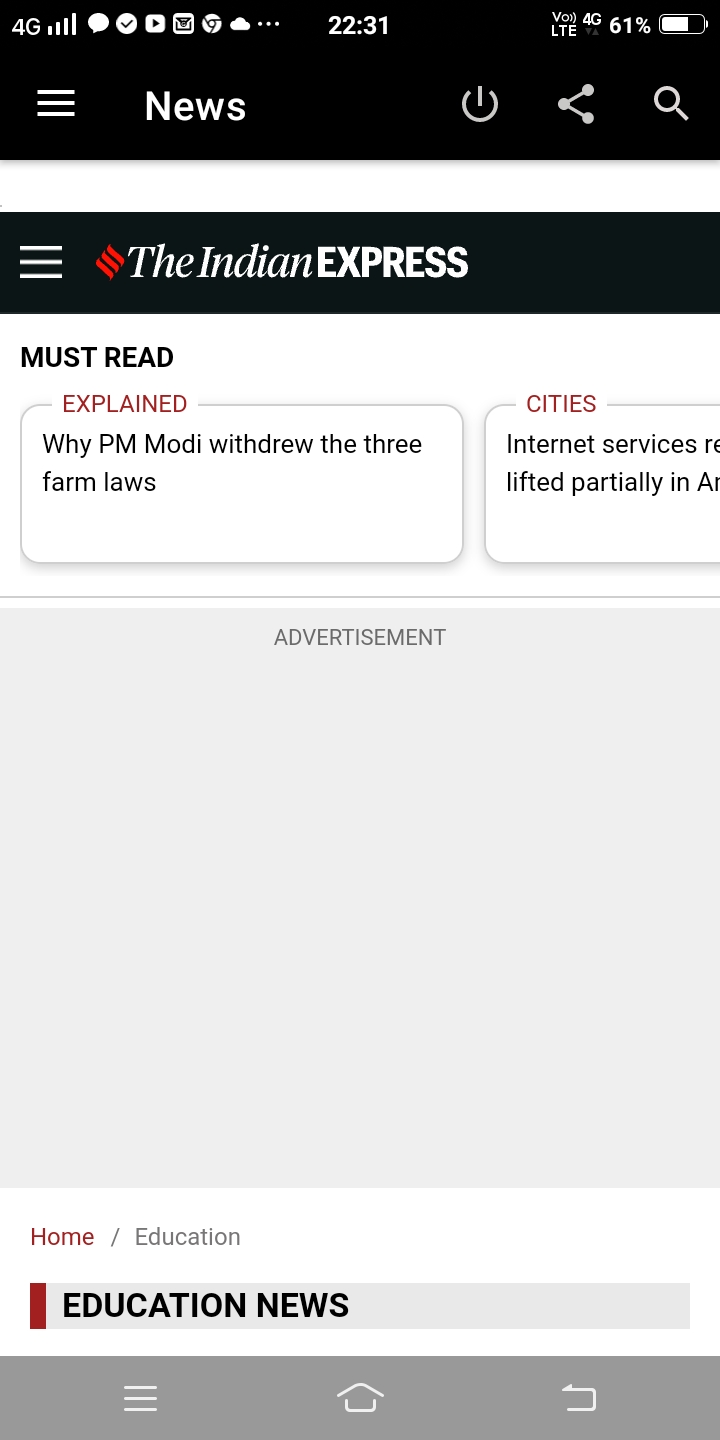 4G 22:31 Vo)) LTE 4G 61%
News
The Indian EXPRESS
MUST READ
EXPLAINED
Why PM Modi withdrew the three
farm laws
CITIES
Internet services re
lifted partially in Ar
ADVERTISEMENT
Home / Education
EDUCATION NEWS